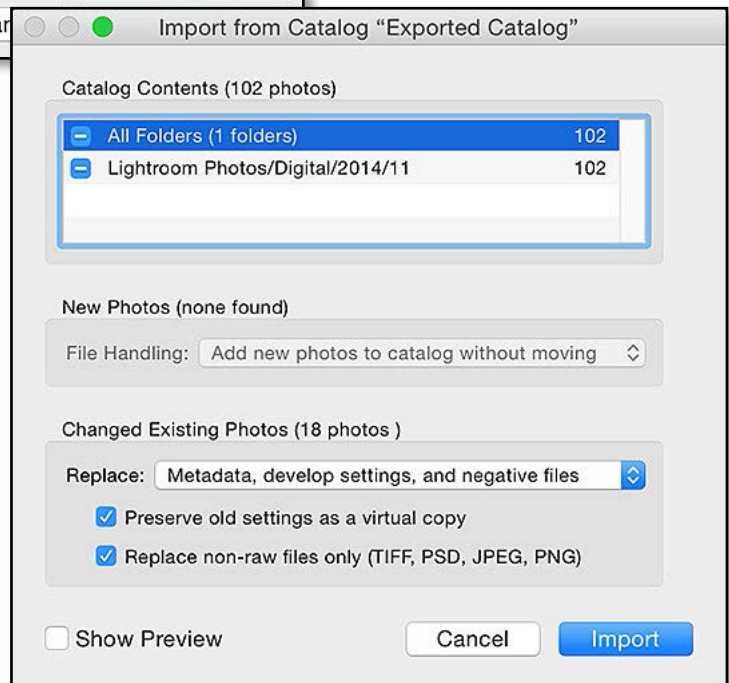 Import from Catalog “Exported Catalog”
Catalog Contents (102 photos)
All Folders (1 folders) 102
Lightroom Photos/Digital/2014/11 102
New Photos (none found)
File Handling: Add new photos to catalog without moving
Changed Existing Photos (18 photos )
Replace: Metadata, develop settings, and negative files
Preserve old settings as a virtual copy
Replace non-raw files only (TIFF, PSD, JPEG, PNG)
Show Preview Cancel Import